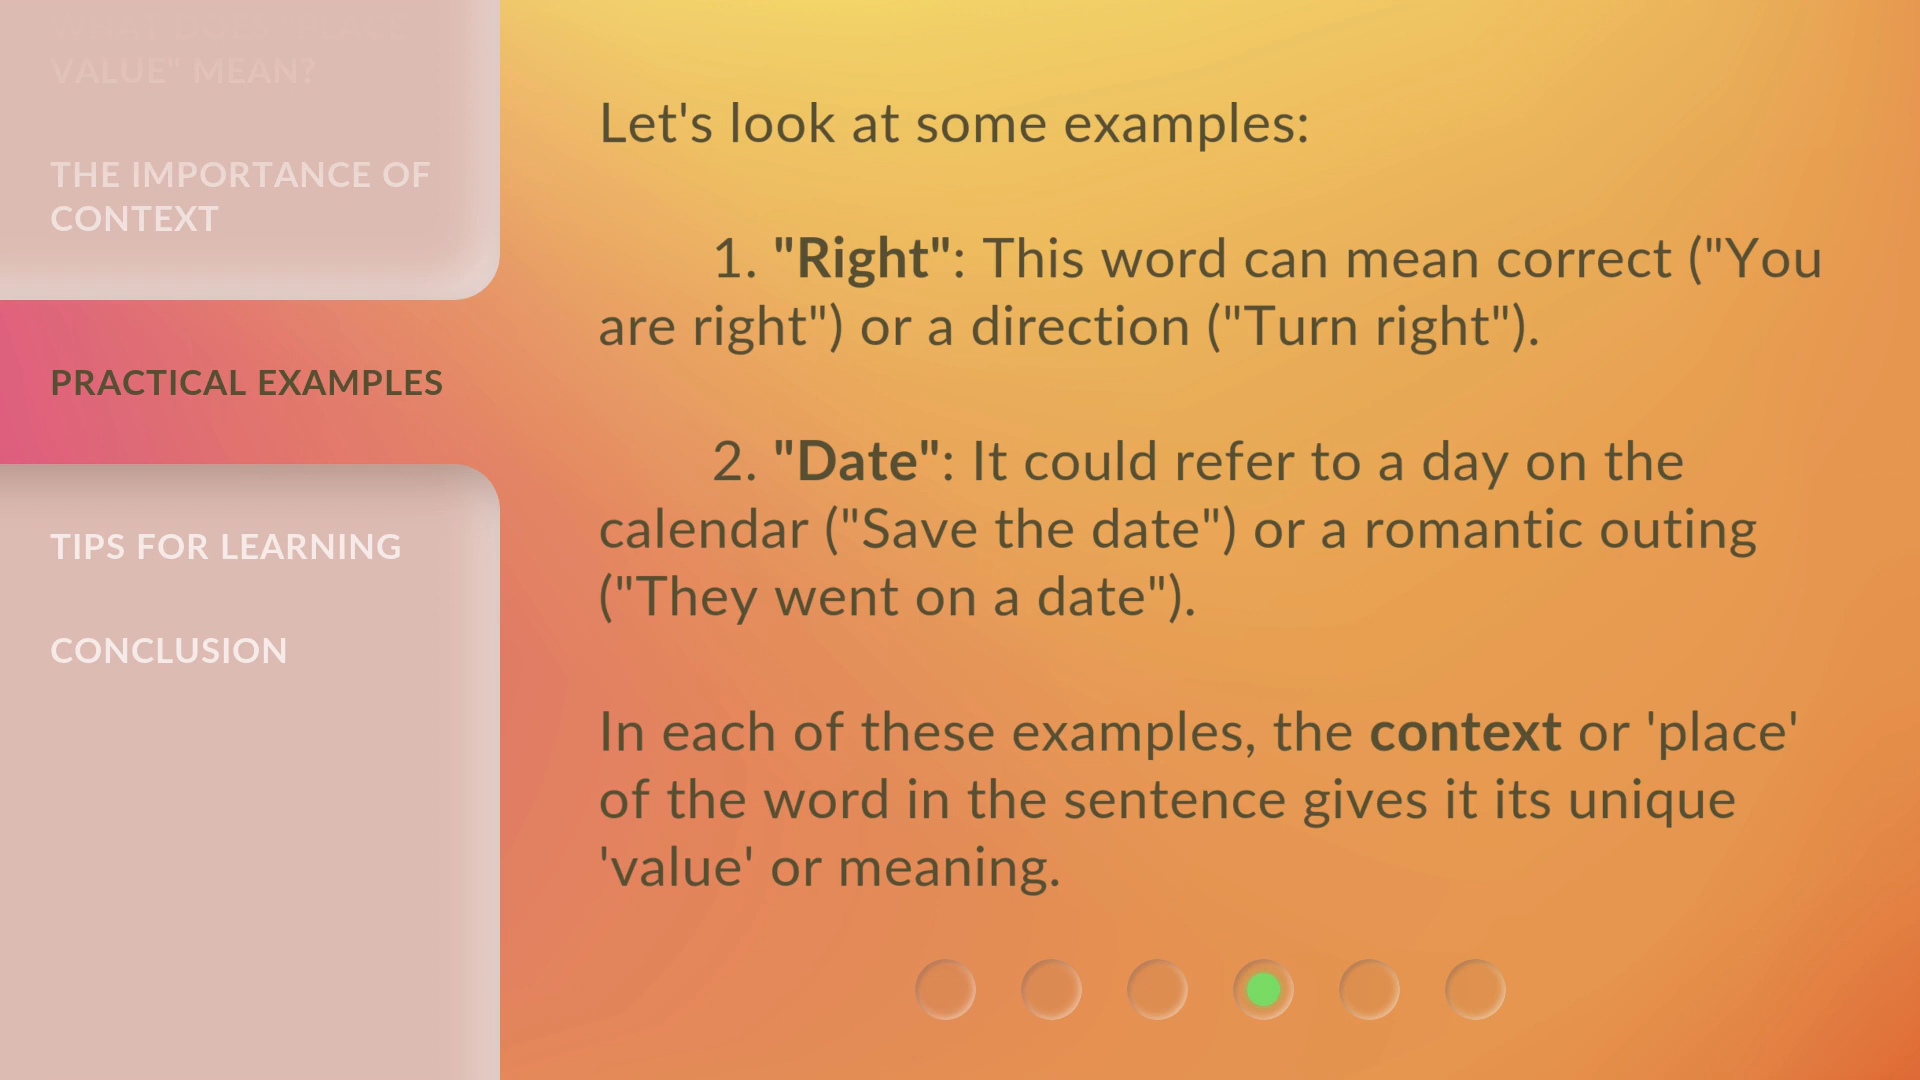 WHAT DOES "PLACE
VALUE" MEAN?
THE IMPORTANCE OF
CONTEXT
PRACTICAL EXAMPLES
TIPS FOR LEARNING
CONCLUSION
Let's look at some examples:
1. "Right": This word can mean correct ("You
are right") or a direction ("Turn right").
2. "Date": It could refer to a day on the
calendar ("Save the date") or a romantic outing
("They went on a date").
In each of these examples, the context or 'place'
of the word in the sentence gives it its unique
'value' or meaning.